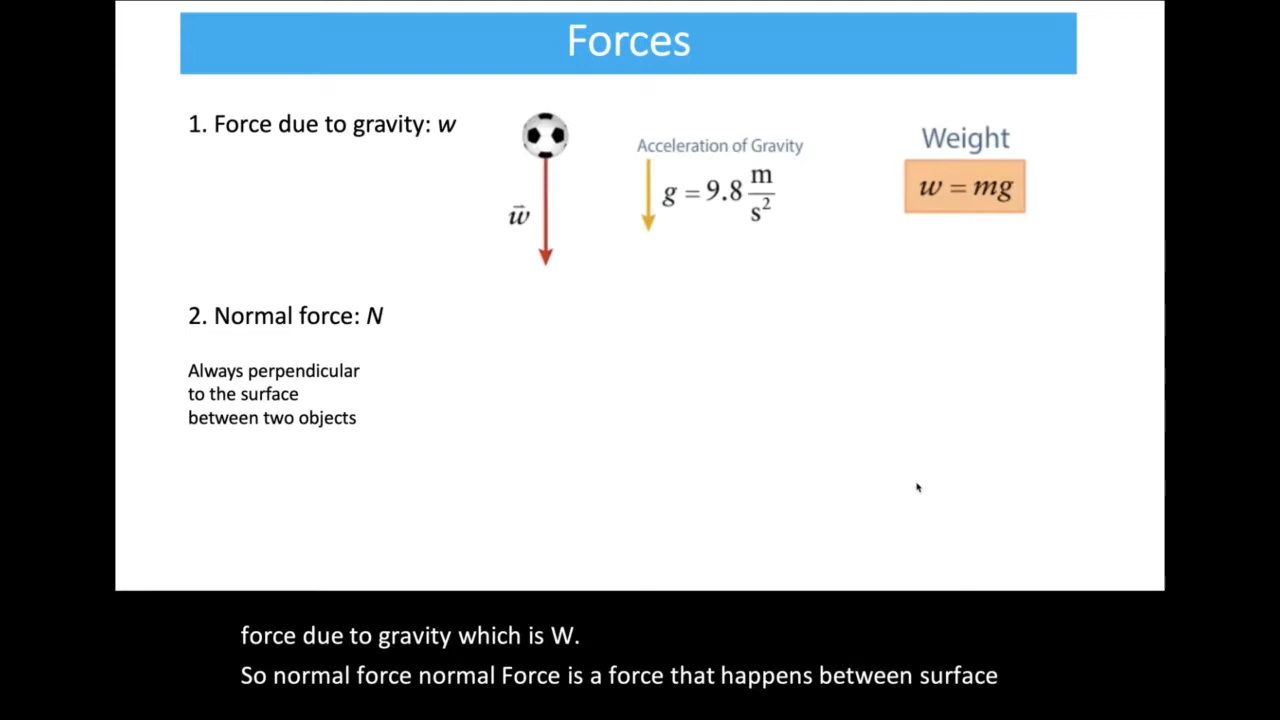 Forces
1. Force due to gravity: w
w⃗
Acceleration of Gravity
g = 9.8 m/s²
Weight
w = mg
2. Normal force: N
Always perpendicular
to the surface
between two objects
force due to gravity which is W.
So normal force normal Force is a force that happens between surface